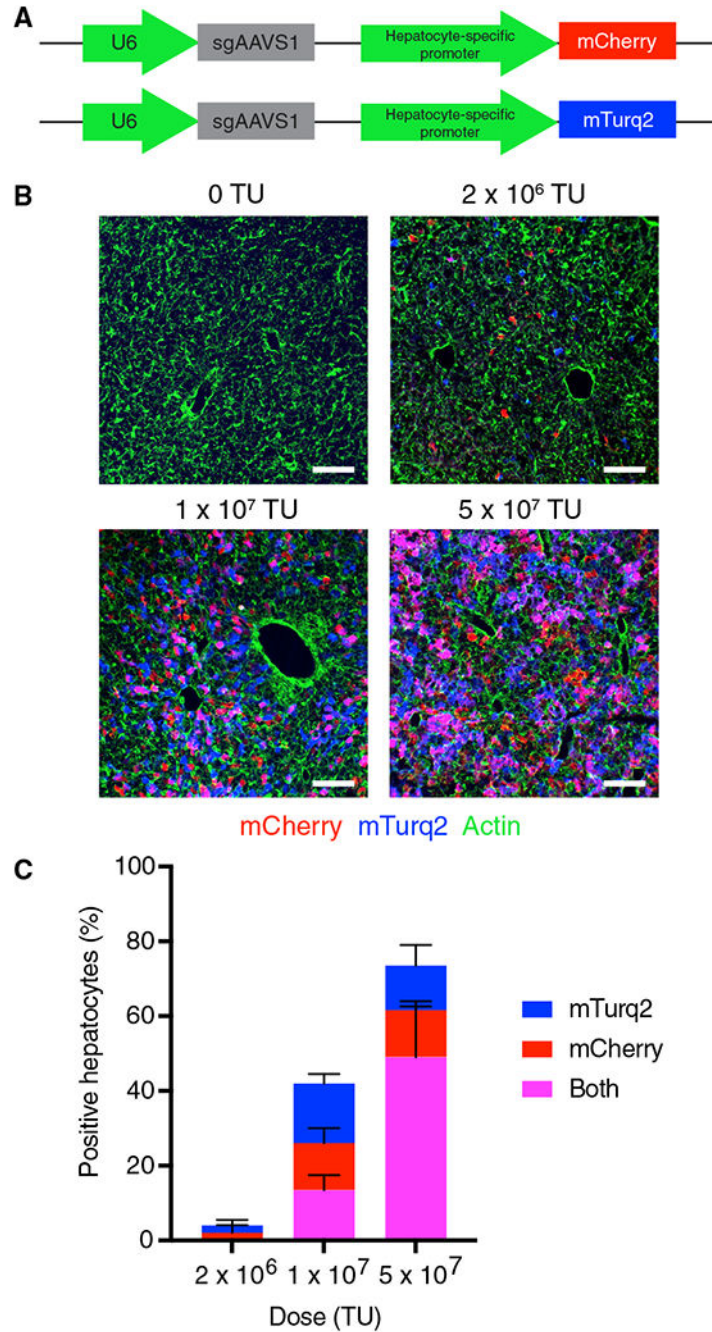 A
U6 sgAAVS1 Hepatocyte-specific promoter mCherry
U6 sgAAVS1 Hepatocyte-specific promoter mTurq2
B
0 TU
2 x 10⁶ TU
1 x 10⁷ TU
5 x 10⁷ TU
mCherry mTurq2 Actin
C
Positive hepatocytes (%)
100
80
60
40
20
0
2 x 10⁶ 1 x 10⁷ 5 x 10⁷
Dose (TU)
mTurq2
mCherry
Both